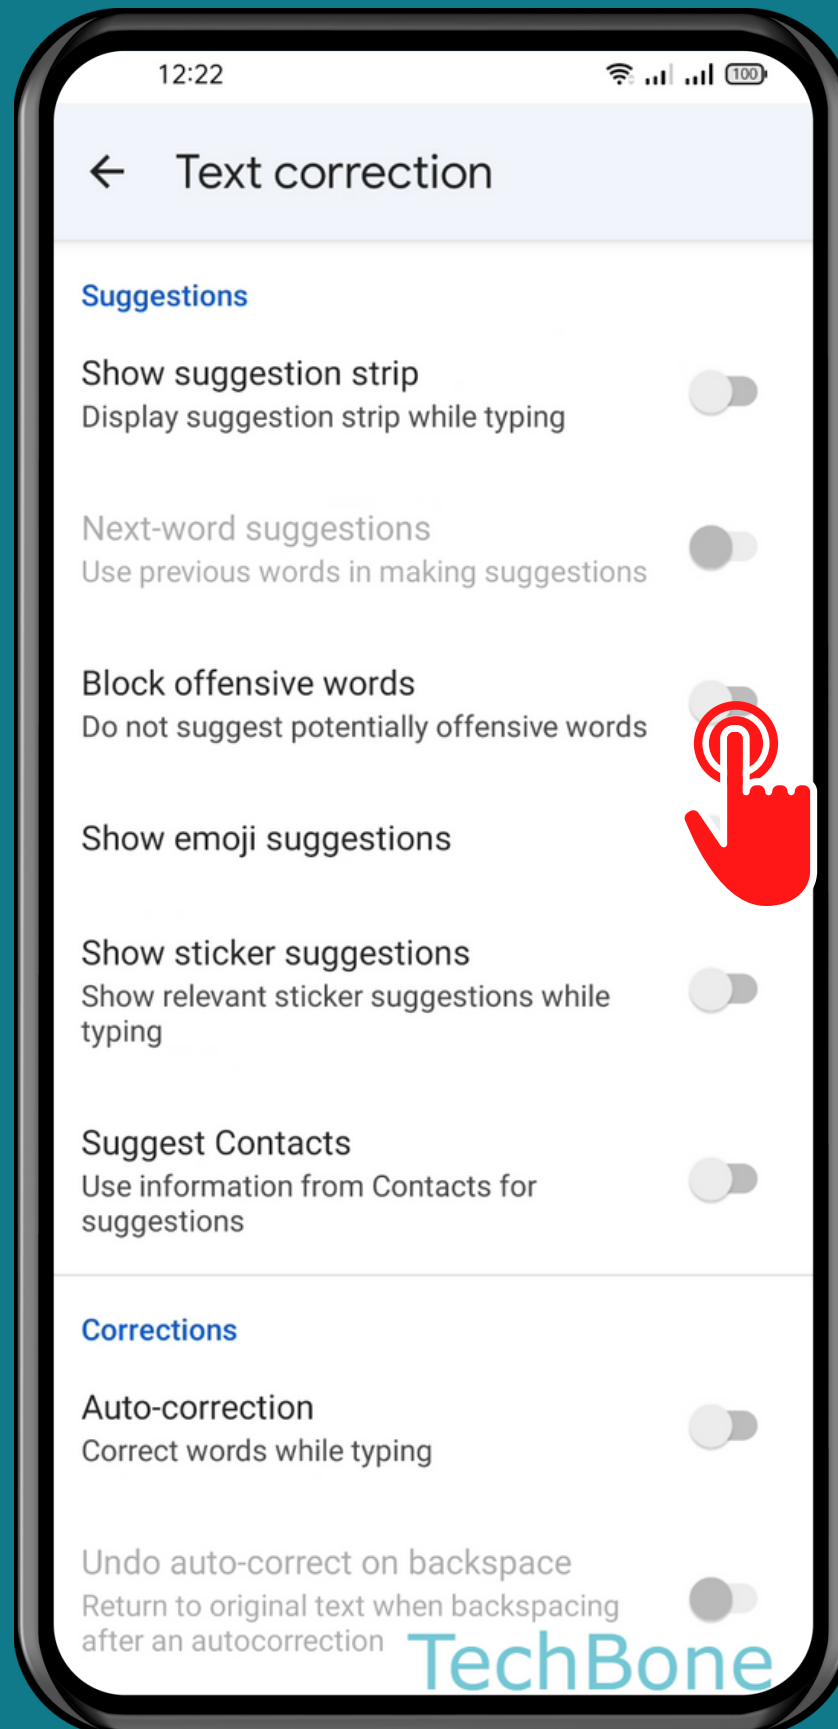 12:22
100
Text correction
Suggestions
Show suggestion strip
Display suggestion strip while typing
Next-word suggestions
Use previous words in making suggestions
Block offensive words
Do not suggest potentially offensive words
Show emoji suggestions
Show sticker suggestions
Show relevant sticker suggestions while
typing
Suggest Contacts
Use information from Contacts for
suggestions
Corrections
Auto-correction
Correct words while typing
Undo auto-correct on backspace
Return to original text when backspacing
after an autocorrection
TechBone